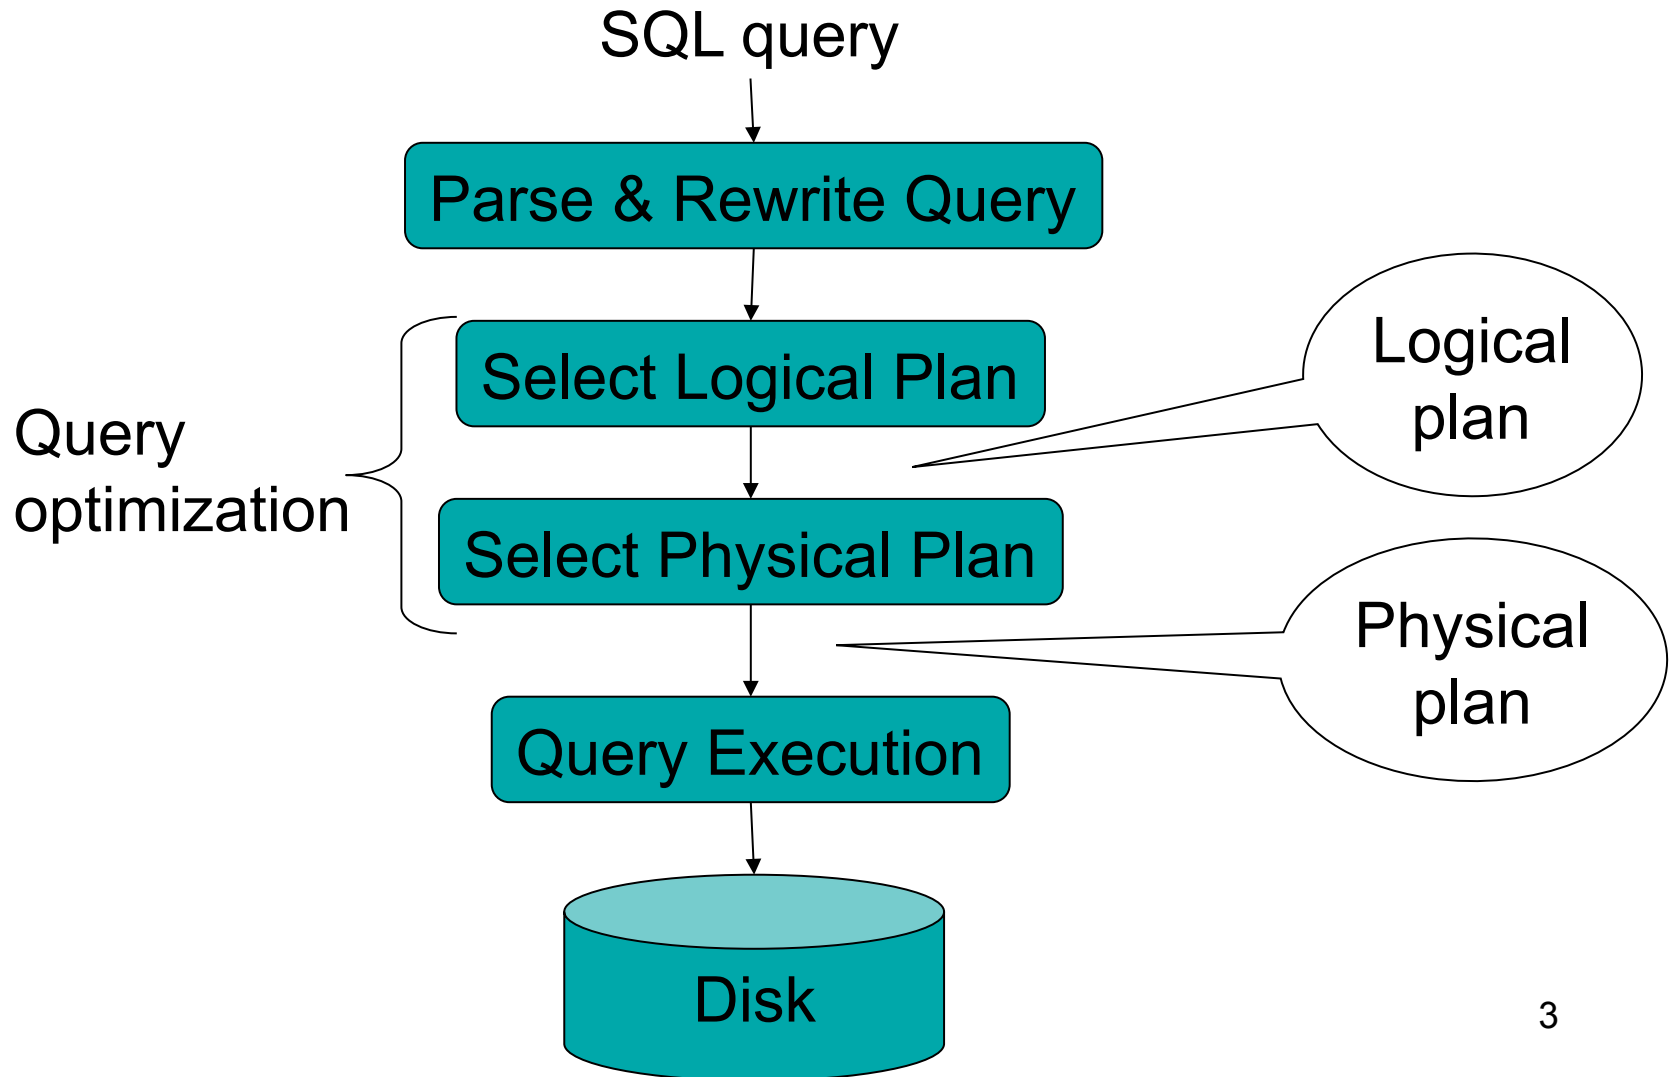 SQL query
Parse & Rewrite Query
Select Logical Plan
Logical
plan
Query
optimization
Select Physical Plan
Physical
plan
Query Execution
Disk
3